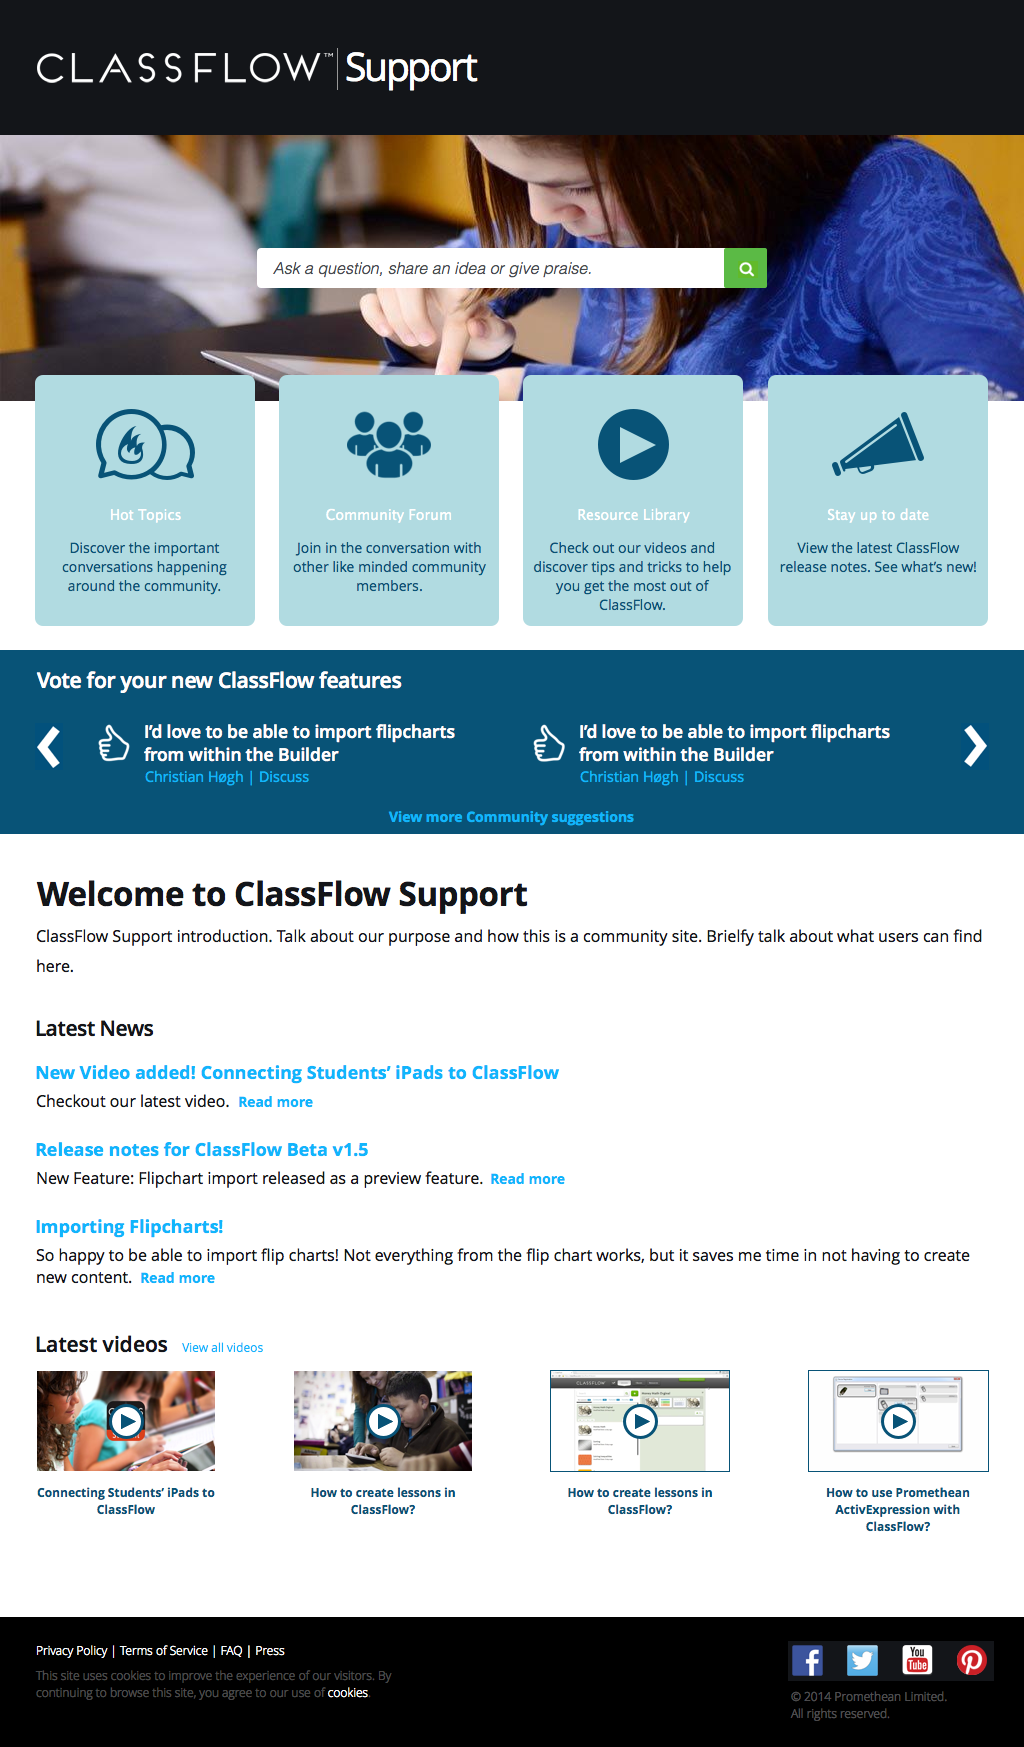 CLASSFLOW™ Support
Ask a question, share an idea or give praise.
Hot Topics
Discover the important
conversations happening
around the community.
Community Forum
Join in the conversation with
other like minded community
members.
Resource Library
Check out our videos and
discover tips and tricks to help
you get the most out of
ClassFlow.
Stay up to date
View the latest ClassFlow
release notes. See what's new!
Vote for your new ClassFlow features
I'd love to be able to import flipcharts
from within the Builder
Christian Høgh | Discuss
I'd love to be able to import flipcharts
from within the Builder
Christian Høgh | Discuss
View more Community suggestions
Welcome to ClassFlow Support
ClassFlow Support introduction. Talk about our purpose and how this is a community site. Brielfy talk about what users can find
here.
Latest News
New Video added! Connecting Students' iPads to ClassFlow
Checkout our latest video. Read more
Release notes for ClassFlow Beta v1.5
New Feature: Flipchart import released as a preview feature. Read more
Importing Flipcharts!
So happy to be able to import flip charts! Not everything from the flip chart works, but it saves me time in not having to create
new content. Read more
Latest videos View all videos
CLASSFLOW
Connecting Students' iPads to
ClassFlow
How to create lessons in
ClassFlow?
How to create lessons in
ClassFlow?
How to use Promethean
ActivExpression with
ClassFlow?
Privacy Policy | Terms of Service | FAQ | Press
This site uses cookies to improve the experience of our visitors. By
continuing to browse this site, you agree to our use of cookies.
You Tube
© 2014 Promethean Limited.
All rights reserved.